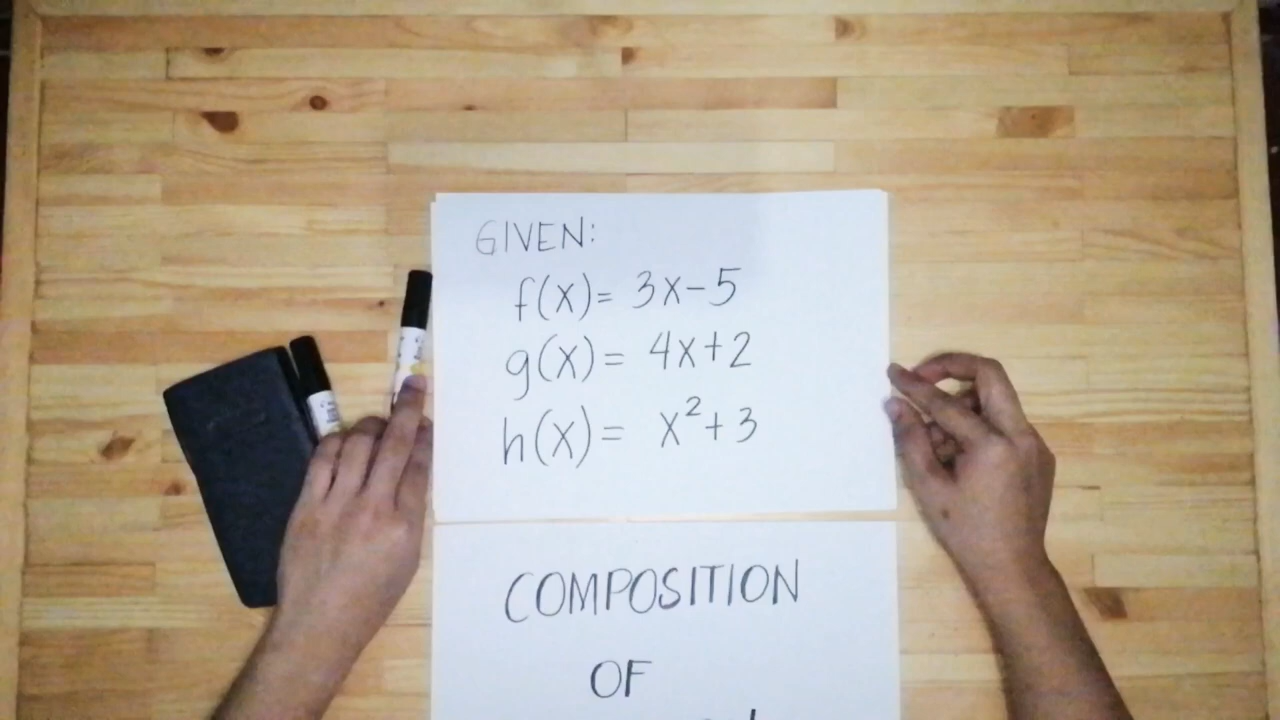 GIVEN:
f(x)= 3x-5
g(x)= 4x+2
h(x)= x²+3
COMPOSITION
OF